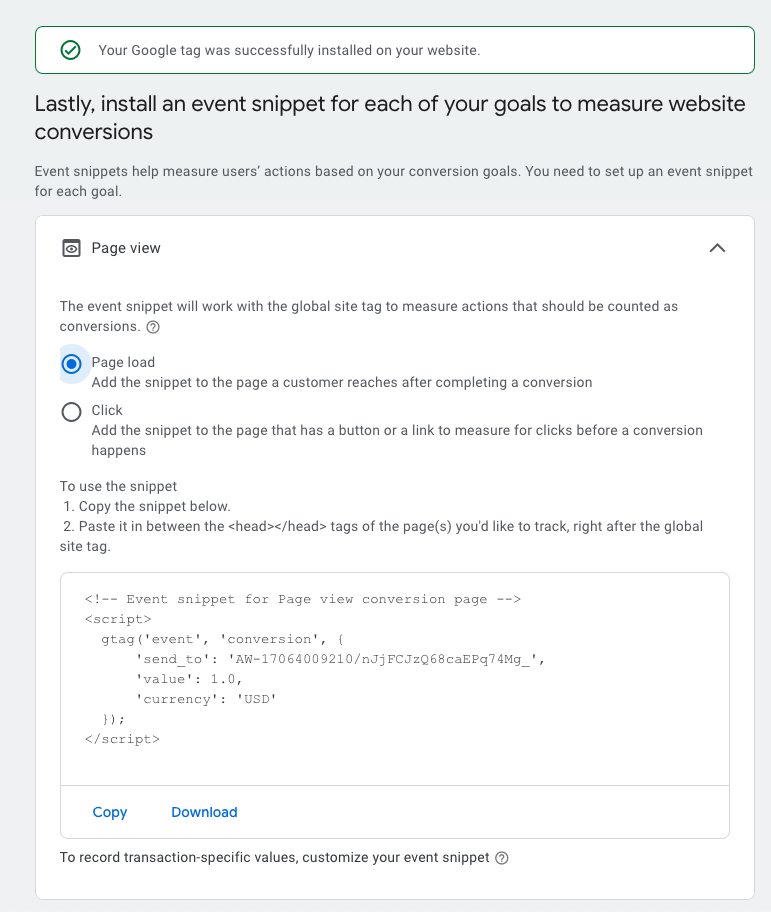 Your Google tag was successfully installed on your website.
Lastly, install an event snippet for each of your goals to measure website
conversions
Event snippets help measure users’ actions based on your conversion goals. You need to set up an event snippet
for each goal.
Page view
The event snippet will work with the global site tag to measure actions that should be counted as
conversions.
Page load
Add the snippet to the page a customer reaches after completing a conversion
Click
Add the snippet to the page that has a button or a link to measure for clicks before a conversion
happens
To use the snippet
1. Copy the snippet below.
2. Paste it in between the <head></head> tags of the page(s) you'd like to track, right after the global
site tag.
<!-- Event snippet for Page view conversion page -->
<script>
  gtag('event', 'conversion', {
      'send_to': 'AW-17064009210/nJjFCJzQ68caEPq74Mg_',
      'value': 1.0,
      'currency': 'USD'
  });
</script>
Copy Download
To record transaction-specific values, customize your event snippet